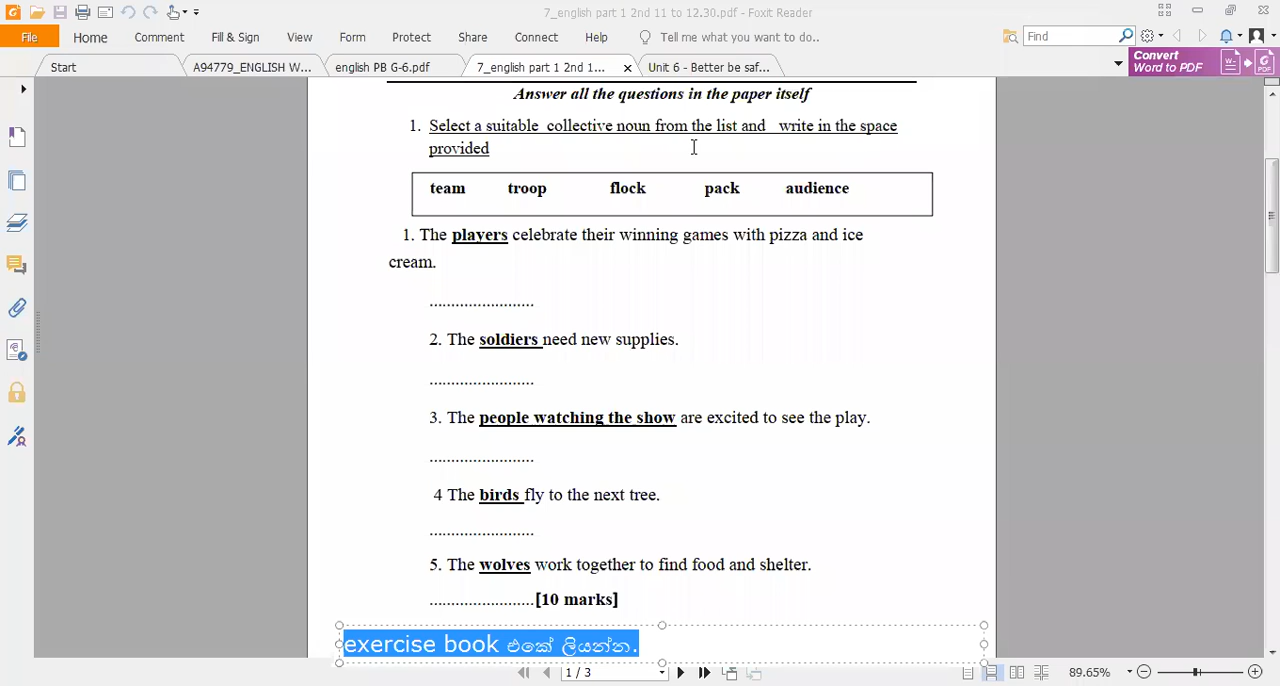 7_english part 1 2nd 11 to 12.30.pdf - Foxit Reader
File Home Comment Fill & Sign View Form Protect Share Connect Help Tell me what you want to do.. Find
Start A94779_ENGLISH W... english PB G-6.pdf 7_english part 1 2nd 1... Unit 6 - Better be saf... Convert
Word to PDF
Answer all the questions in the paper itself
1. Select a suitable collective noun from the list and write in the space
provided
team troop flock pack audience
1. The players celebrate their winning games with pizza and ice
cream.
........................
2. The soldiers need new supplies.
........................
3. The people watching the show are excited to see the play.
........................
4 The birds fly to the next tree.
........................
5. The wolves work together to find food and shelter.
........................[10 marks]
exercise book එකේ ලියන්න.
1 / 3 89.65%